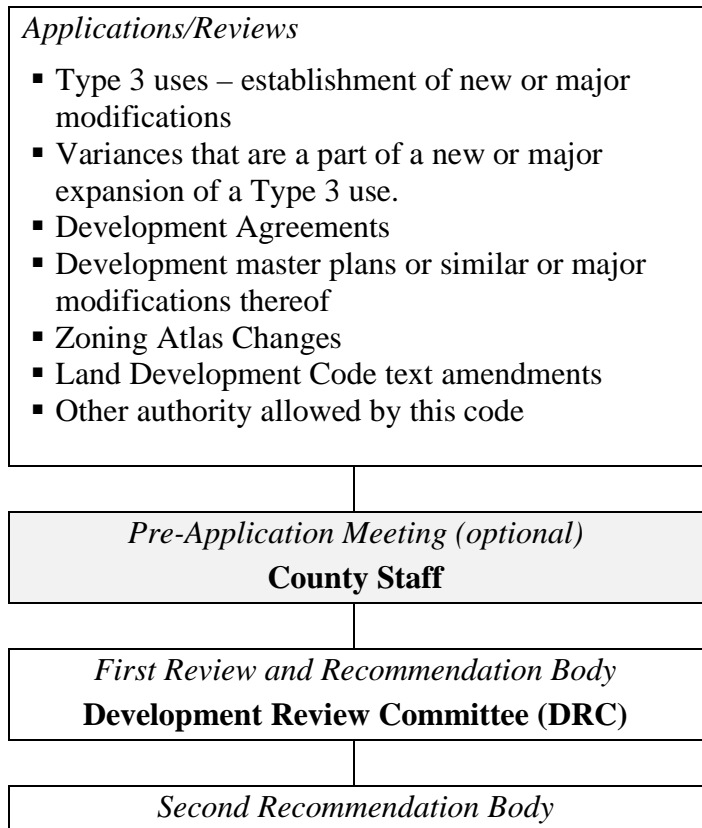 Applications/Reviews
▪ Type 3 uses – establishment of new or major
modifications
▪ Variances that are a part of a new or major
expansion of a Type 3 use.
▪ Development Agreements
▪ Development master plans or similar or major
modifications thereof
▪ Zoning Atlas Changes
▪ Land Development Code text amendments
▪ Other authority allowed by this code
Pre-Application Meeting (optional)
County Staff
First Review and Recommendation Body
Development Review Committee (DRC)
Second Recommendation Body